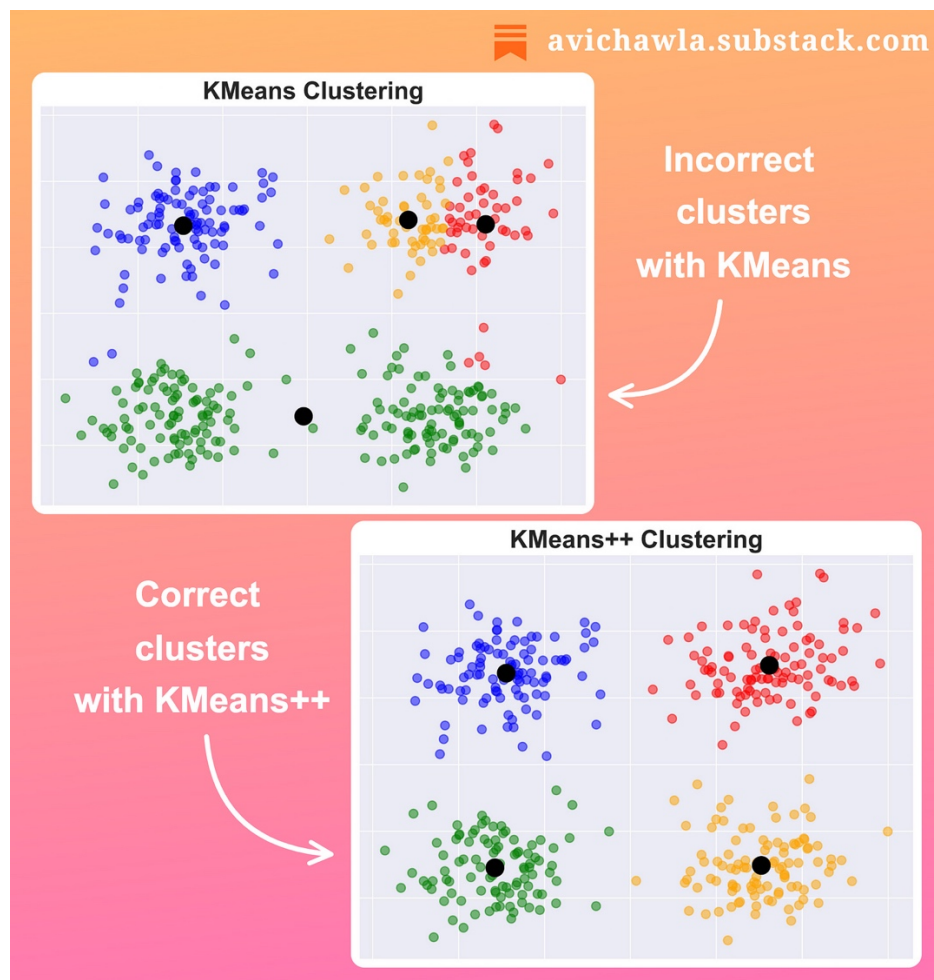 avichawla.substack.com
KMeans Clustering
Incorrect
clusters
with KMeans
KMeans++ Clustering
Correct
clusters
with KMeans++